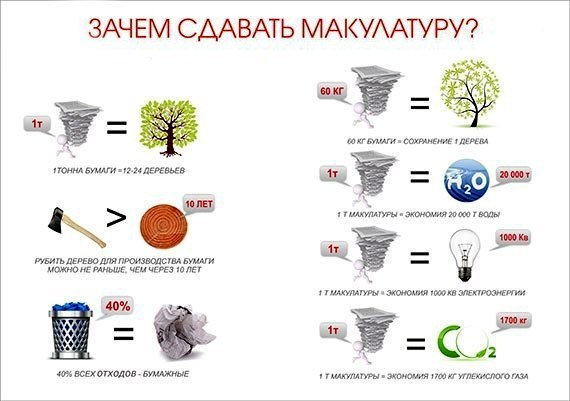 ЗАЧЕМ СДАВАТЬ МАКУЛАТУРУ?
1т
=
1ТОННА БУМАГИ =12-24 ДЕРЕВЬЕВ
>
10 ЛЕТ
РУБИТЬ ДЕРЕВО ДЛЯ ПРОИЗВОДСТВА БУМАГИ
МОЖНО НЕ РАНЬШЕ, ЧЕМ ЧЕРЕЗ 10 ЛЕТ
40%
=
40% ВСЕХ ОТХОДОВ - БУМАЖНЫЕ
60 КГ
=
60 КГ БУМАГИ = СОХРАНЕНИЕ 1 ДЕРЕВА
1т
=
H2O
20 000 т
1 Т МАКУЛАТУРЫ = ЭКОНОМИЯ 20 000 Т ВОДЫ
1т
=
1000 Кв
1 Т МАКУЛАТУРЫ = ЭКОНОМИЯ 1000 КВ ЭЛЕКТРОЭНЕРГИИ
1т
=
1700 кг
CO2
1 Т МАКУЛАТУРЫ = ЭКОНОМИЯ 1700 КГ УГЛЕКИСЛОГО ГАЗА